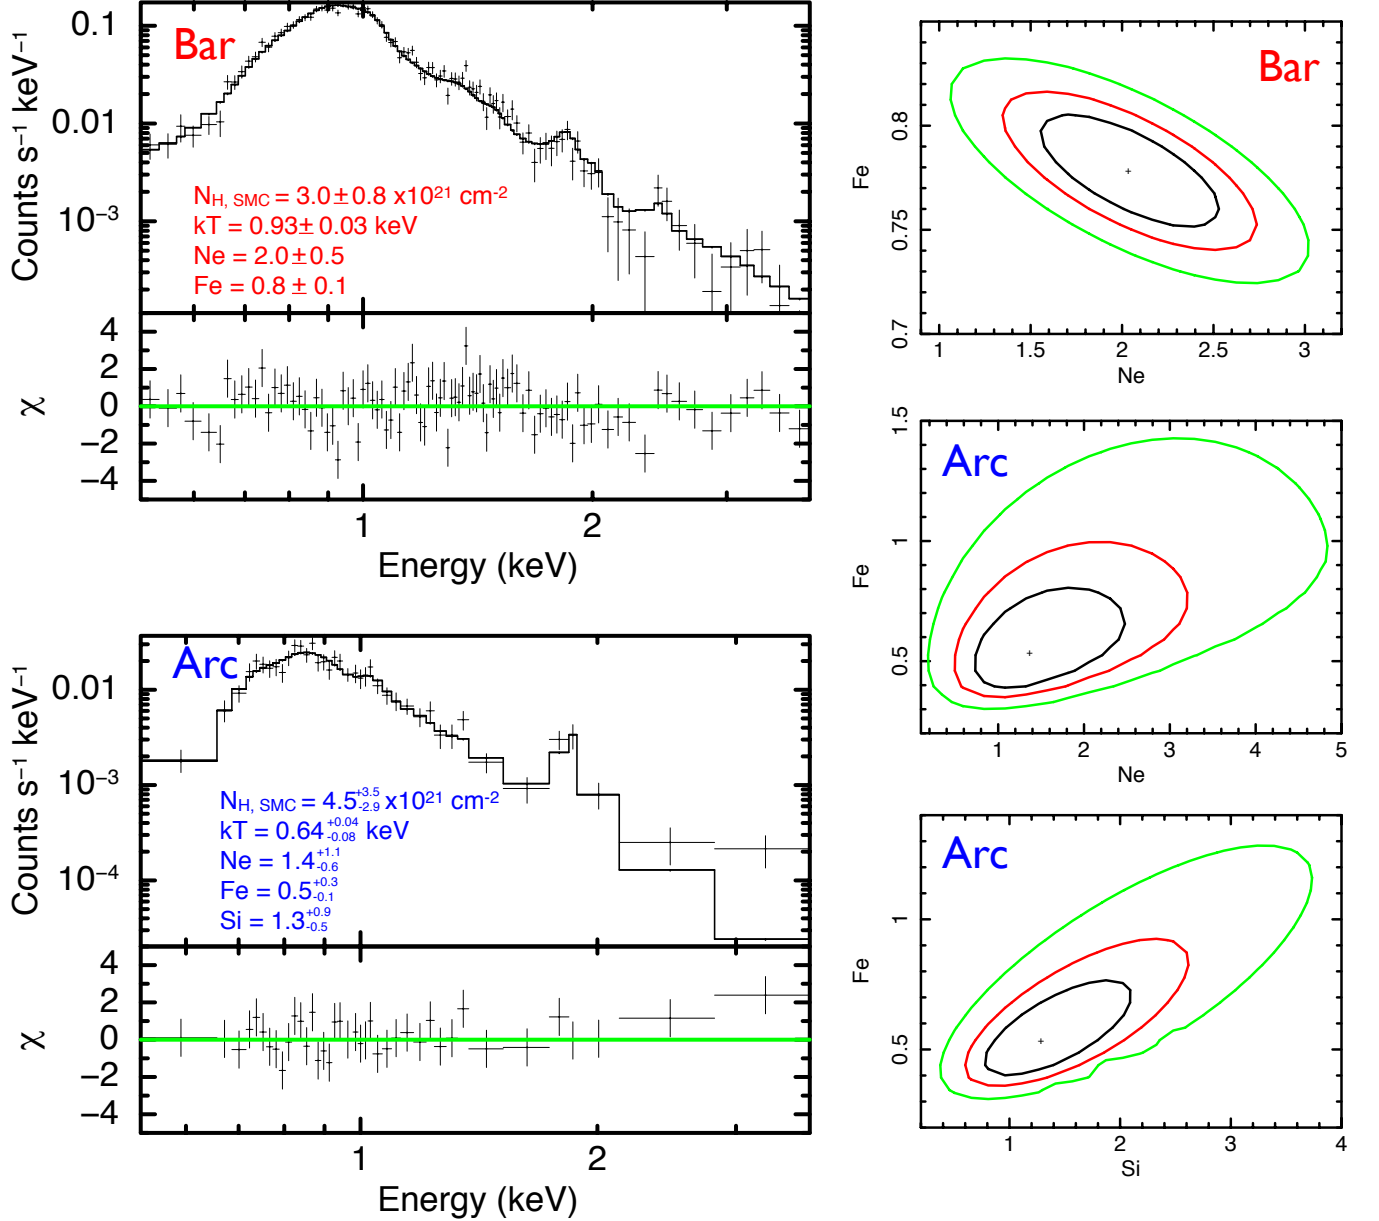 Bar
Counts s−1 keV−1
0.1
0.01
10−3
NH, SMC = 3.0±0.8 x10²¹ cm-2
kT = 0.93± 0.03 keV
Ne = 2.0±0.5
Fe = 0.8 ± 0.1
χ
4
2
0
−2
−4
1 2
Energy (keV)
Arc
Counts s−1 keV−1
0.01
10−3
10−4
NH, SMC = 4.5+3.5-2.9 x10²¹ cm-2
kT = 0.64+0.04-0.08 keV
Ne = 1.4+1.1-0.6
Fe = 0.5+0.3-0.1
Si = 1.3+0.9-0.5
χ
4
2
0
−2
−4
1 2
Energy (keV)
Bar
Fe
0.8
0.75
0.7
1 1.5 2 2.5 3
Ne
Arc
Fe
1.5
1
0.5
1 2 3 4 5
Ne
Arc
Fe
1
0.5
1 2 3 4
Si